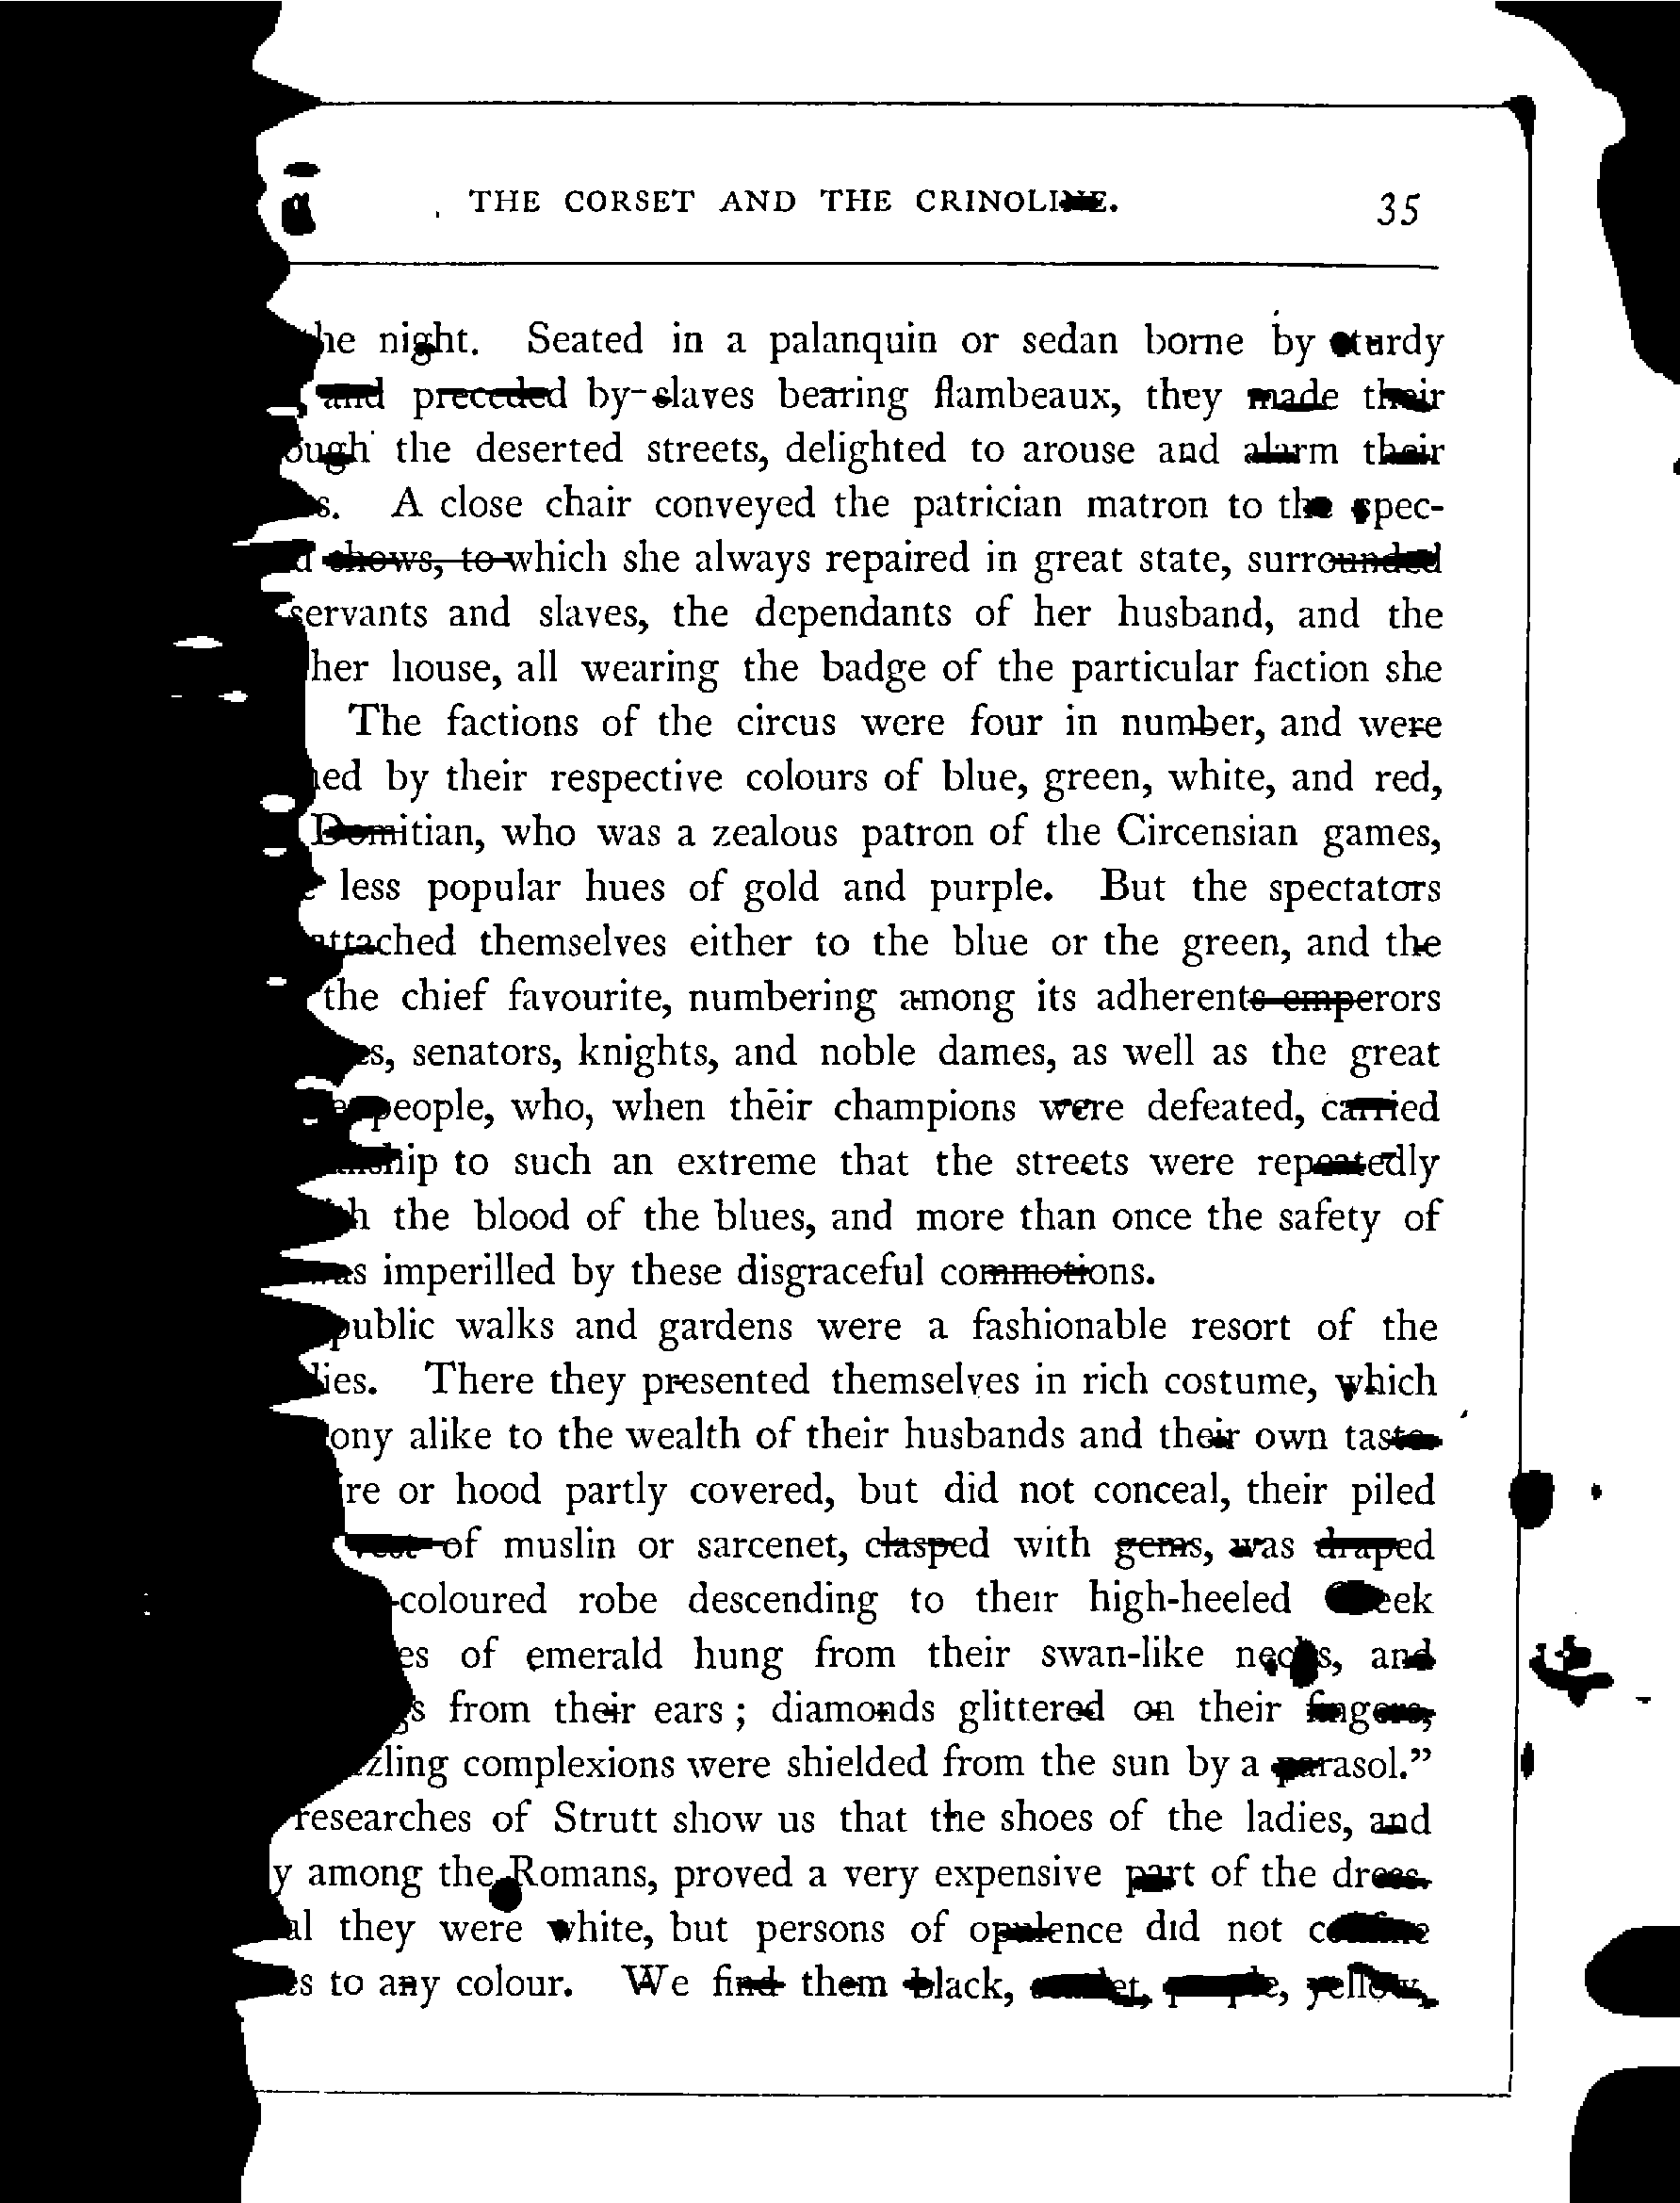 THE CORSET AND THE CRINOLINE. 35
night. Seated in a palanquin or sedan borne by sturdy
and preceded by slaves bearing flambeaux, they made their
the deserted streets, delighted to arouse and alarm their
A close chair conveyed the patrician matron to the spec-
shows, to which she always repaired in great state, surrounded
servants and slaves, the dependants of her husband, and the
her house, all wearing the badge of the particular faction she
The factions of the circus were four in number, and were
by their respective colours of blue, green, white, and red,
Domitian, who was a zealous patron of the Circensian games,
less popular hues of gold and purple. But the spectators
attached themselves either to the blue or the green, and the
the chief favourite, numbering among its adherents emperors
senators, knights, and noble dames, as well as the great
people, who, when their champions were defeated, carried
to such an extreme that the streets were repeatedly
the blood of the blues, and more than once the safety of
was imperilled by these disgraceful commotions.
public walks and gardens were a fashionable resort of the
There they presented themselves in rich costume, which
alike to the wealth of their husbands and their own taste
or hood partly covered, but did not conceal, their piled
vest of muslin or sarcenet, clasped with gems, was draped
-coloured robe descending to their high-heeled Greek
of emerald hung from their swan-like necks, and
from their ears ; diamonds glittered on their fingers,
complexions were shielded from the sun by a parasol.”
researches of Strutt show us that the shoes of the ladies, and
among the Romans, proved a very expensive part of the dress.
they were white, but persons of opulence did not confine
to any colour. We find them black, scarlet, purple, yellow,